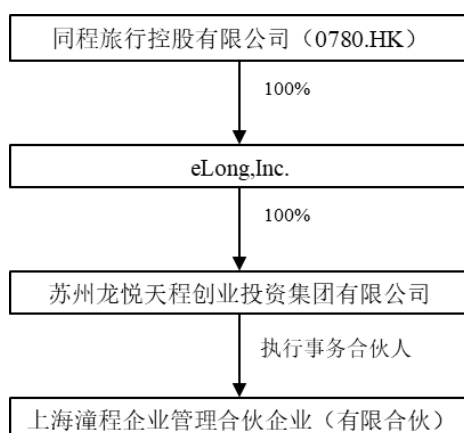 同程旅行控股有限公司（0780.HK）
100%
eLong,Inc.
100%
苏州龙悦天程创业投资集团有限公司
执行事务合伙人
上海潼程企业管理合伙企业（有限合伙）